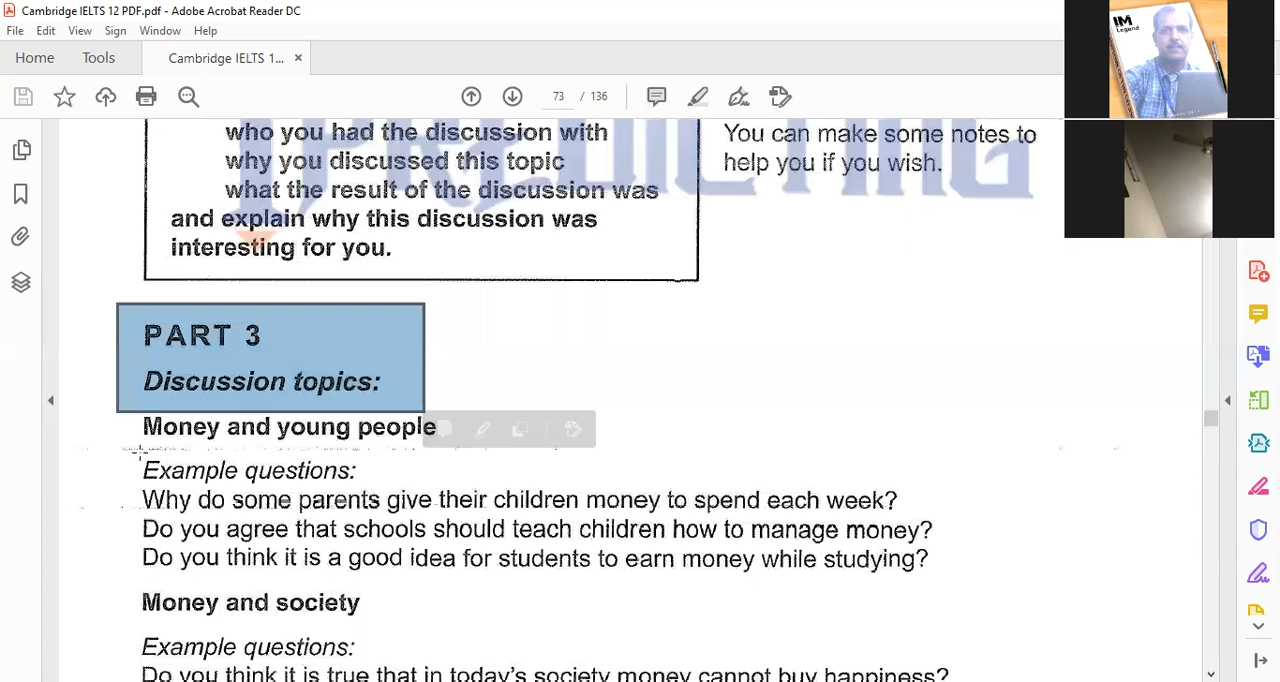 Cambridge IELTS 12 PDF.pdf - Adobe Acrobat Reader DC
File Edit View Sign Window Help
Home Tools Cambridge IELTS 1... ×
73 / 136
who you had the discussion with
why you discussed this topic
what the result of the discussion was
and explain why this discussion was
interesting for you.
You can make some notes to
help you if you wish.
PREDICTING
IM
Legend
PART 3
Discussion topics:
Money and young people
Example questions:
Why do some parents give their children money to spend each week?
Do you agree that schools should teach children how to manage money?
Do you think it is a good idea for students to earn money while studying?
Money and society
Example questions:
Do you think it is true that in today's society money cannot buy happiness?